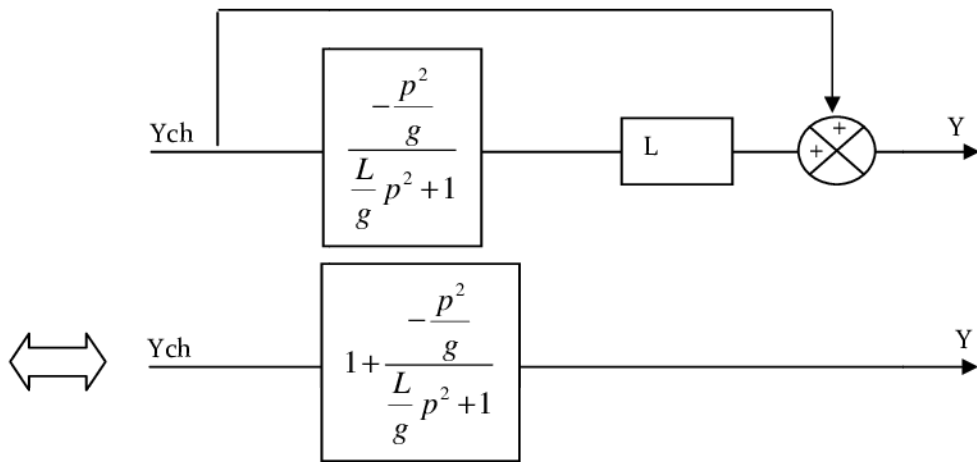 Ych
-p²/g
L/g p² + 1
L
+
+
Y
Ych
1 + (-p²/g)/(L/g p² + 1)
Y